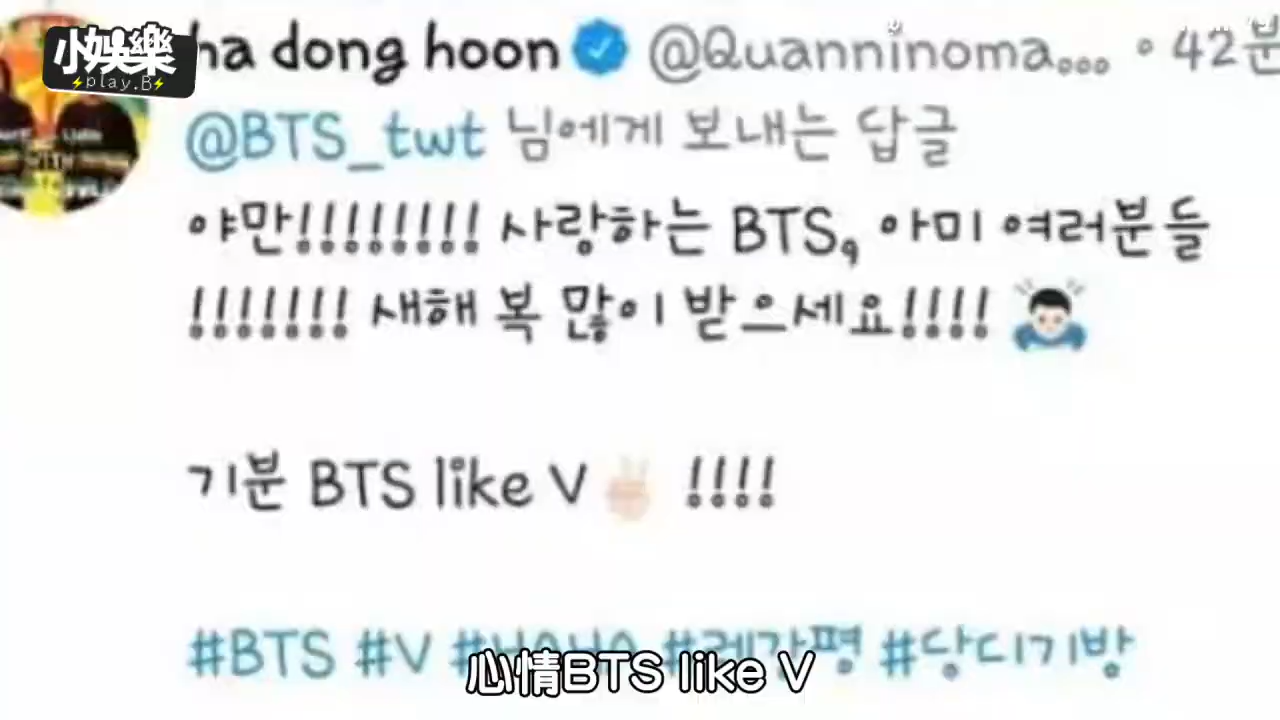 小娛樂
play.B
ha dong hoon @Quanninoma... · 42분
@BTS_twt 님에게 보내는 답글
야만!!!!!!!! 사랑하는 BTS, 아미 여러분들
!!!!!!! 새해 복 많이 받으세요!!!!
기분 BTS like V✌🏻 !!!!
#BTS #V #HAHA #레게강평 #당디기방
心情BTS like V